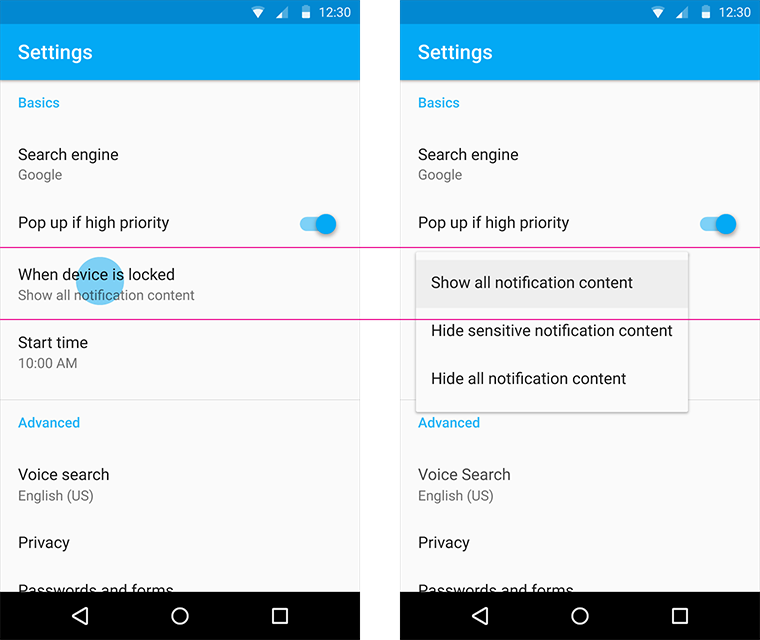 12:30
Settings
Basics
Search engine
Google
Pop up if high priority
When device is locked
Show all notification content
Start time
10:00 AM
Advanced
Voice search
English (US)
Privacy
Passwords and forms
12:30
Settings
Basics
Search engine
Google
Pop up if high priority
Show all notification content
Hide sensitive notification content
Hide all notification content
Advanced
Voice Search
English (US)
Privacy
Passwords and forms